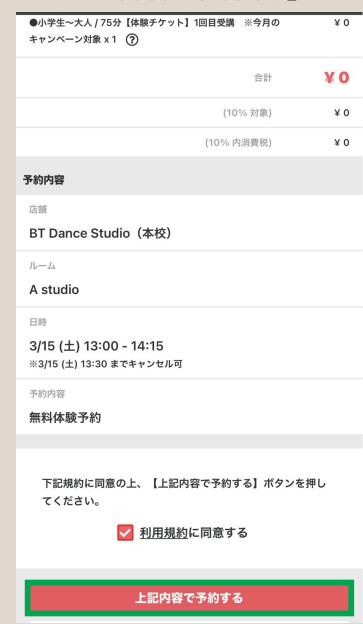 ●小学生～大人 / 75分【体験チケット】1回目受講　※今月の ¥ 0
キャンペーン対象 x 1 ?
合計 ¥ 0
(10% 対象) ¥ 0
(10% 内消費税) ¥ 0
予約内容
店舗
BT Dance Studio（本校）
ルーム
A studio
日時
3/15 (土) 13:00 - 14:15
※3/15 (土) 13:30 までキャンセル可
予約内容
無料体験予約
下記規約に同意の上、【上記内容で予約する】ボタンを押し
てください。
利用規約に同意する
上記内容で予約する